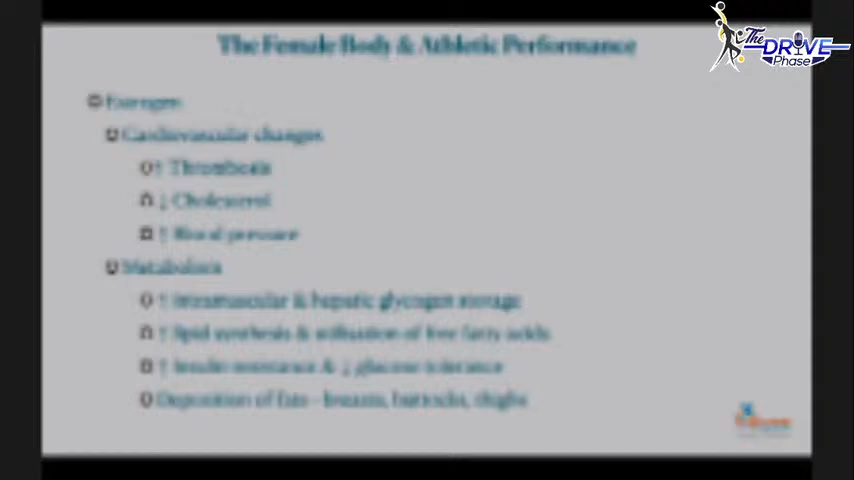 The Female Body & Athletic Performance
The
DRIVE
Phase
Estrogen
Cardiovascular changes
↑ Thrombosis
↓ Cholesterol
↑ Blood pressure
Metabolism
↑ Intramuscular & hepatic glycogen storage
↑ lipid synthesis & utilisation of free fatty acids
↑ Insulin resistance & ↓ glucose tolerance
Deposition of fats - breasts, buttocks, thighs